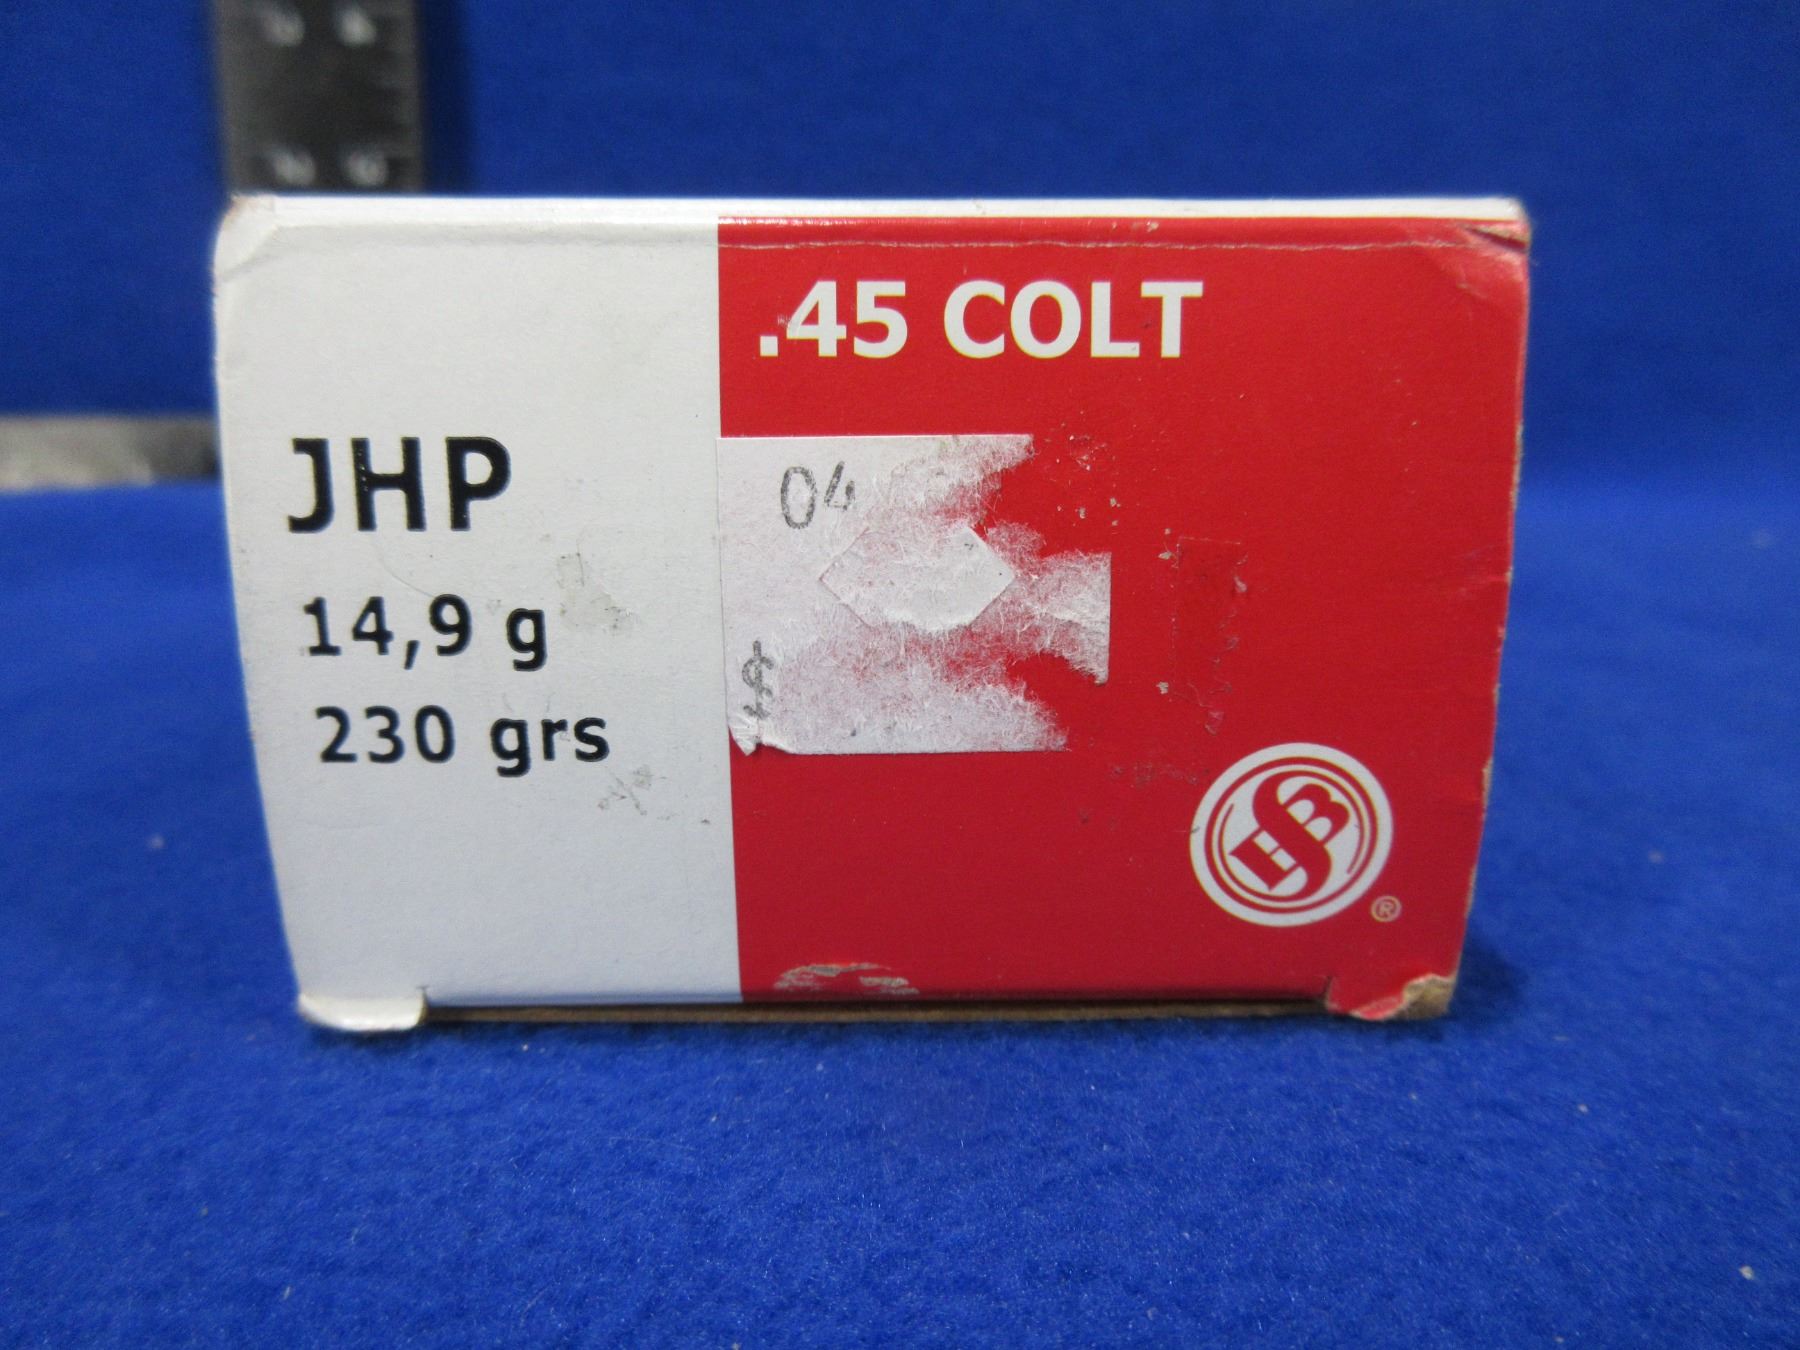 .45 COLT
JHP
04
14,9 g
$
230 grs
S&B
®